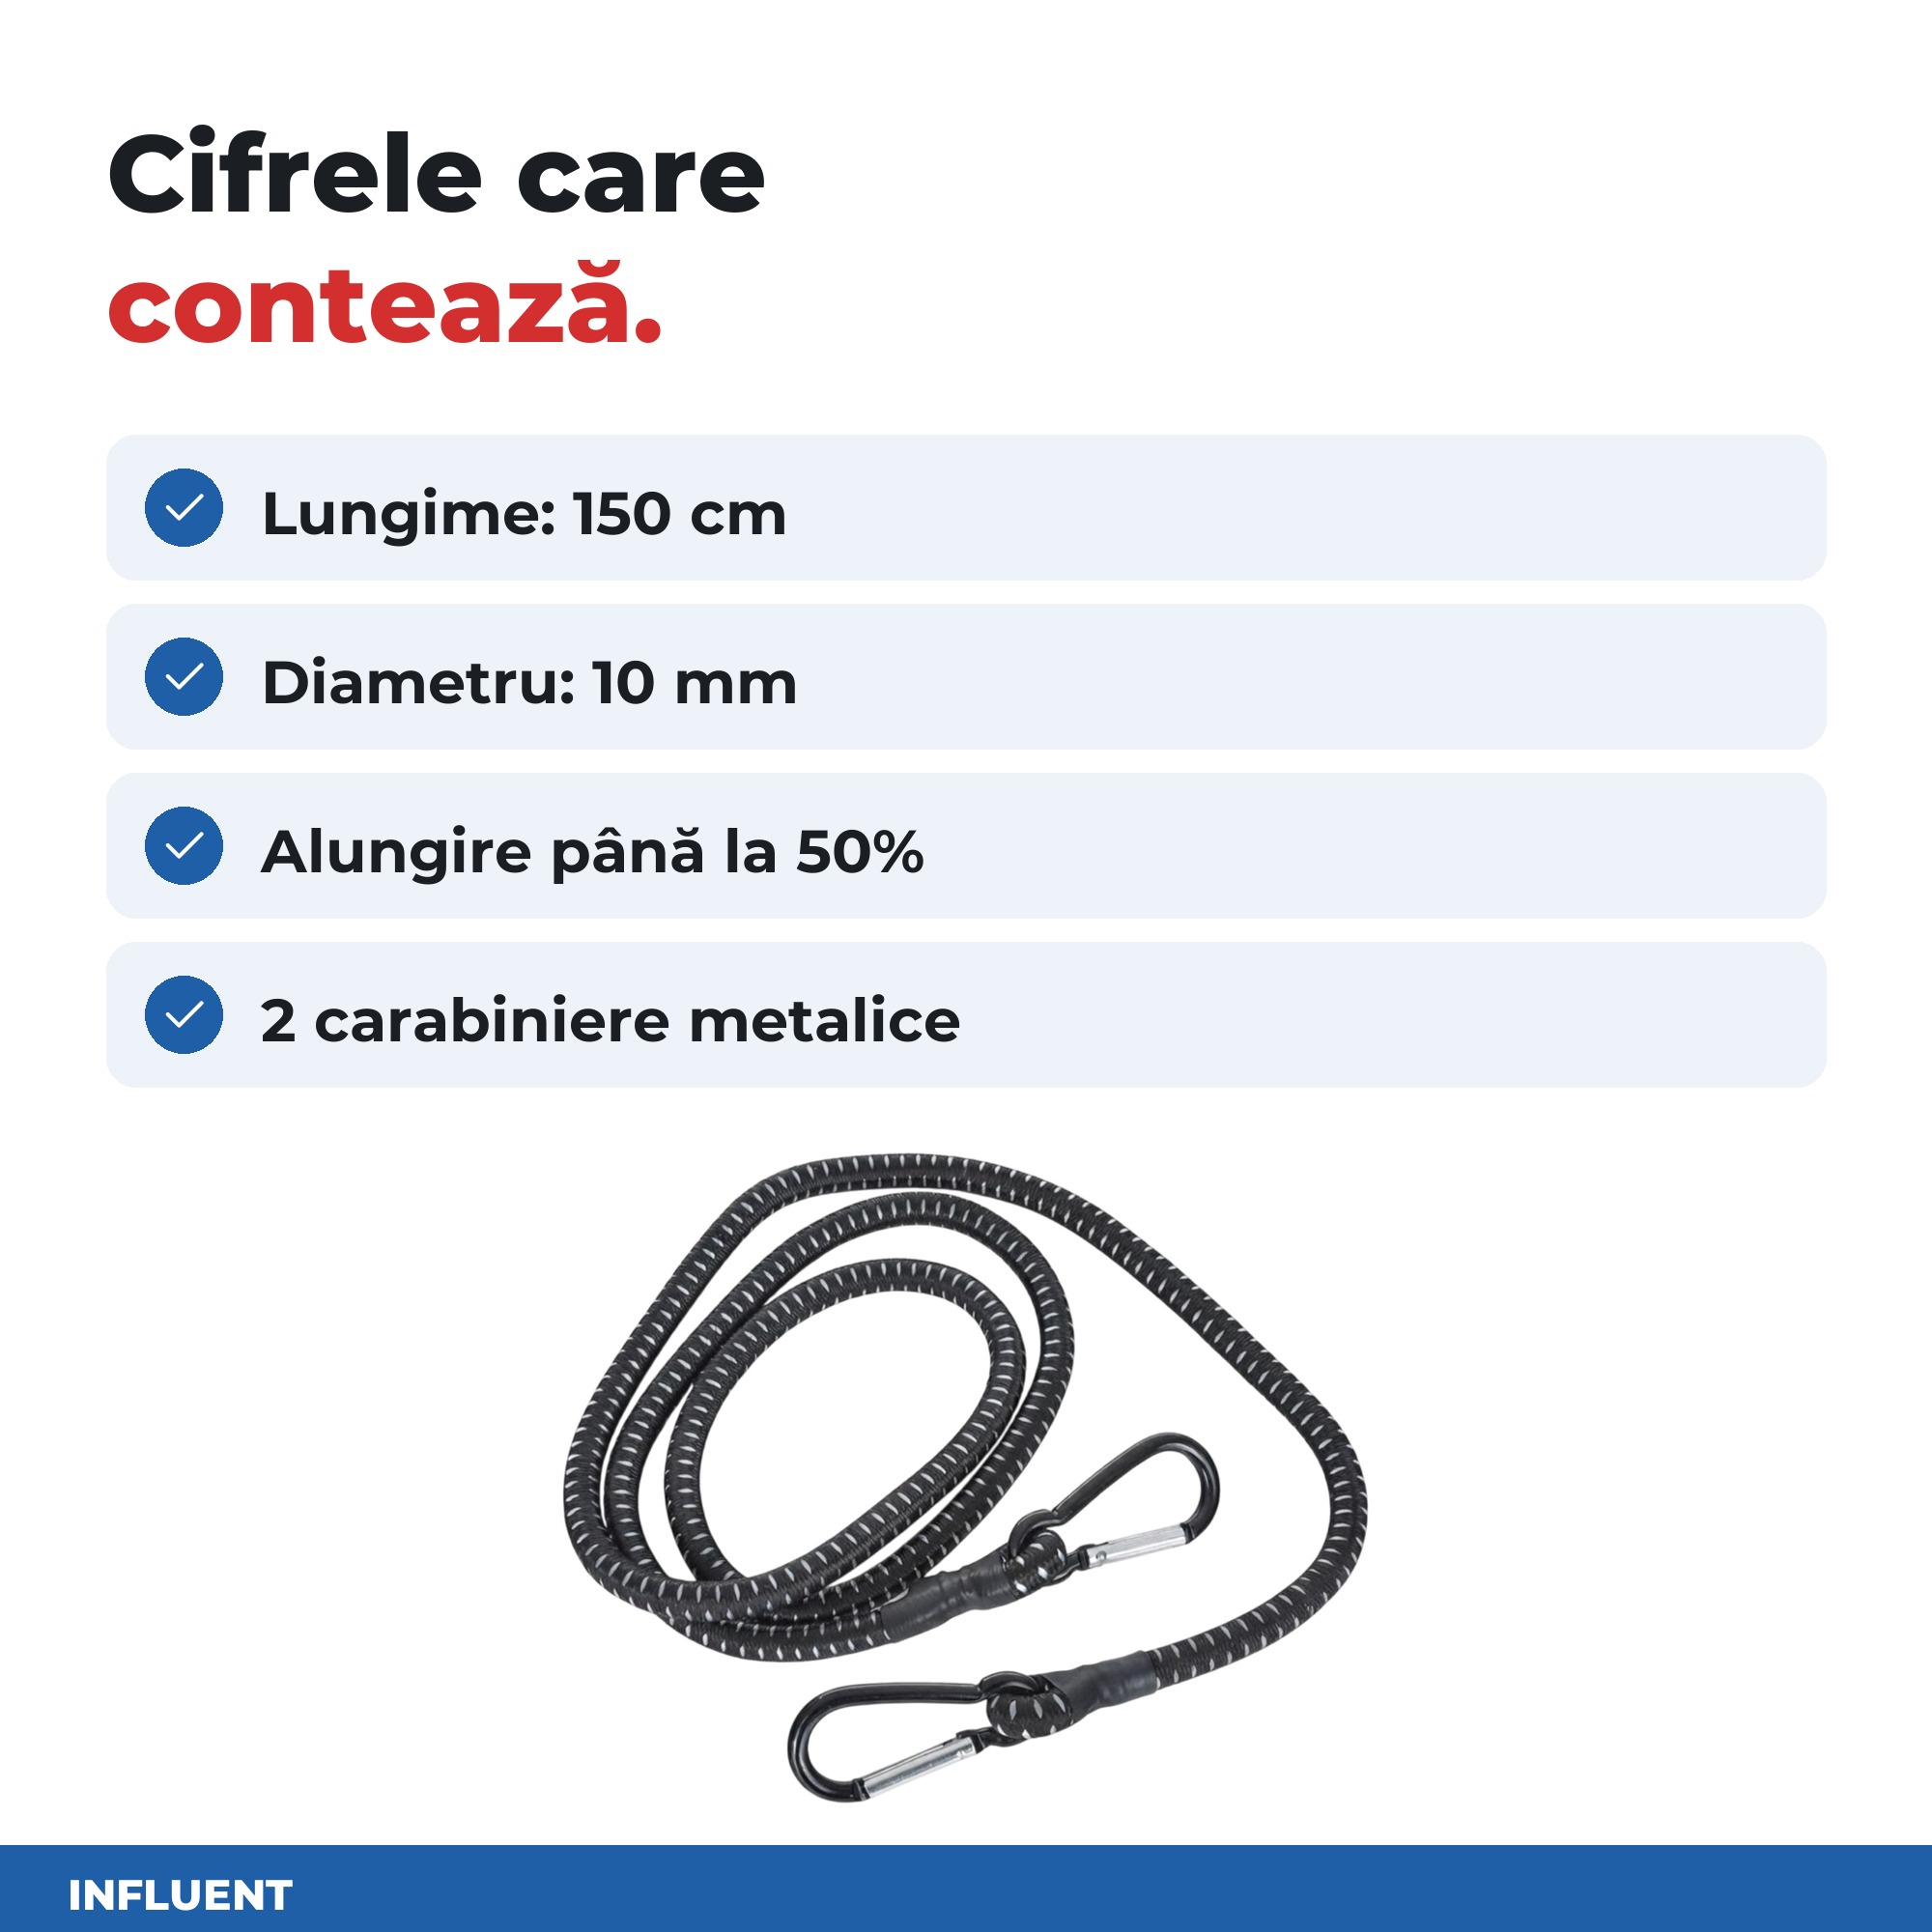 Cifrele care
contează.
Lungime: 150 cm
Diametru: 10 mm
Alungire până la 50%
2 carabiniere metalice
INFLUENT